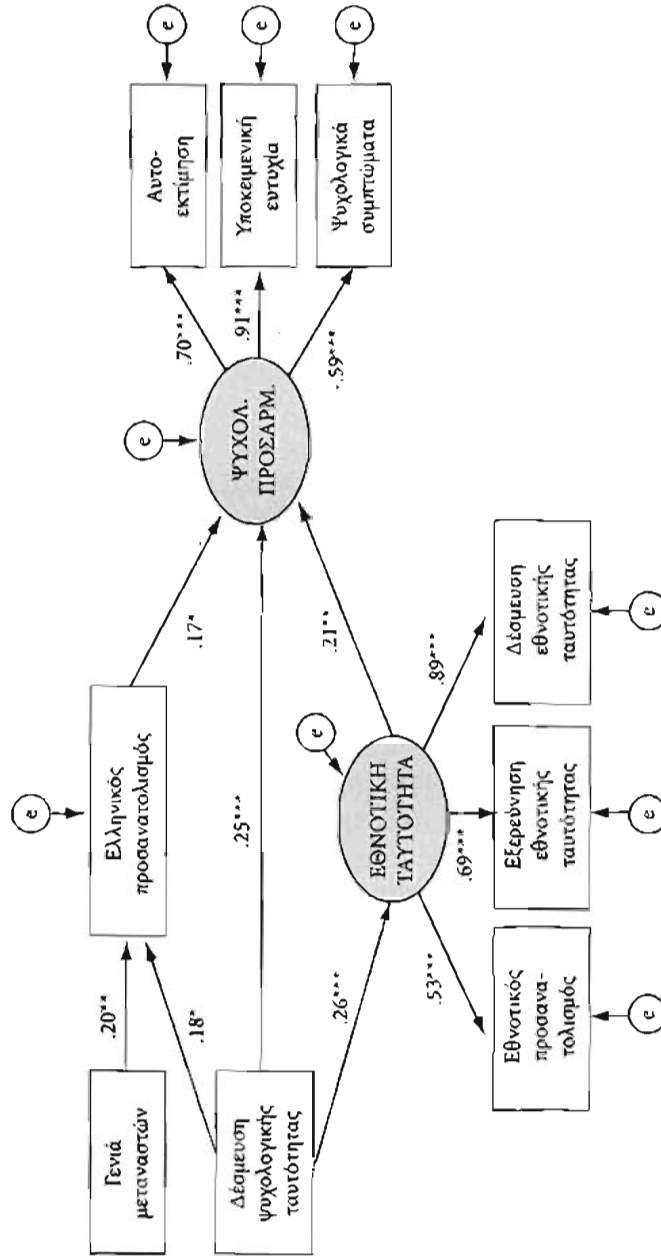 Γενιά
μεταναστών
.20**
Ελληνικός
προσανατολισμός
e
.18*
.17*
Δέσμευση
ψυχολογικής
ταυτότητας
.25***
.26***
ΕΘΝΟΤΙΚΗ
ΤΑΥΤΟΤΗΤΑ
e
.21**
.53***
.69***
.89***
Εθνοτικός
προσανα-
τολισμός
e
Εξερεύνηση
εθνοτικής
ταυτότητας
e
Δέσμευση
εθνοτικής
ταυτότητας
e
ΨΥΧΟΛ.
ΠΡΟΣΑΡΜ.
e
.70***
.91***
-.59***
Αυτο-
εκτίμηση
e
Υποκειμενική
ευτυχία
e
Ψυχολογικά
συμπτώματα
e